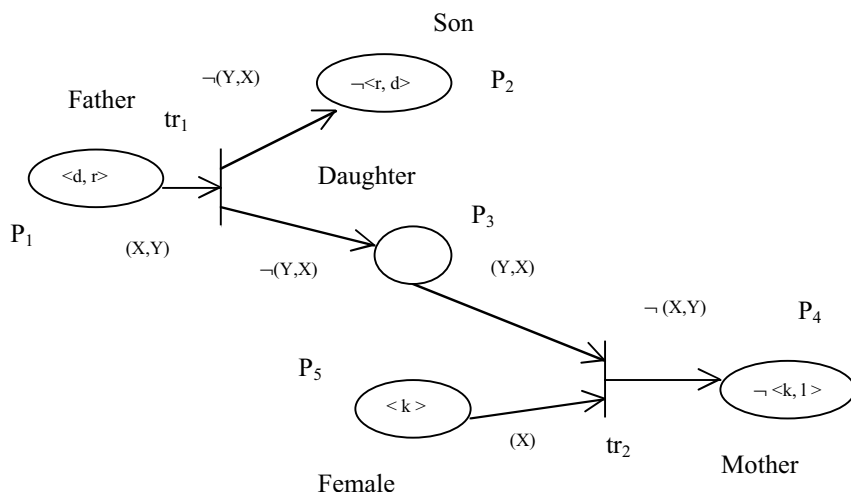 Son
¬(Y,X)
¬<r, d>
P2
Father
tr1
<d, r>
Daughter
P1
(X,Y)
P3
¬(Y,X)
(Y,X)
¬ (X,Y)
P4
P5
< k >
¬ <k, l >
(X)
tr2
Mother
Female